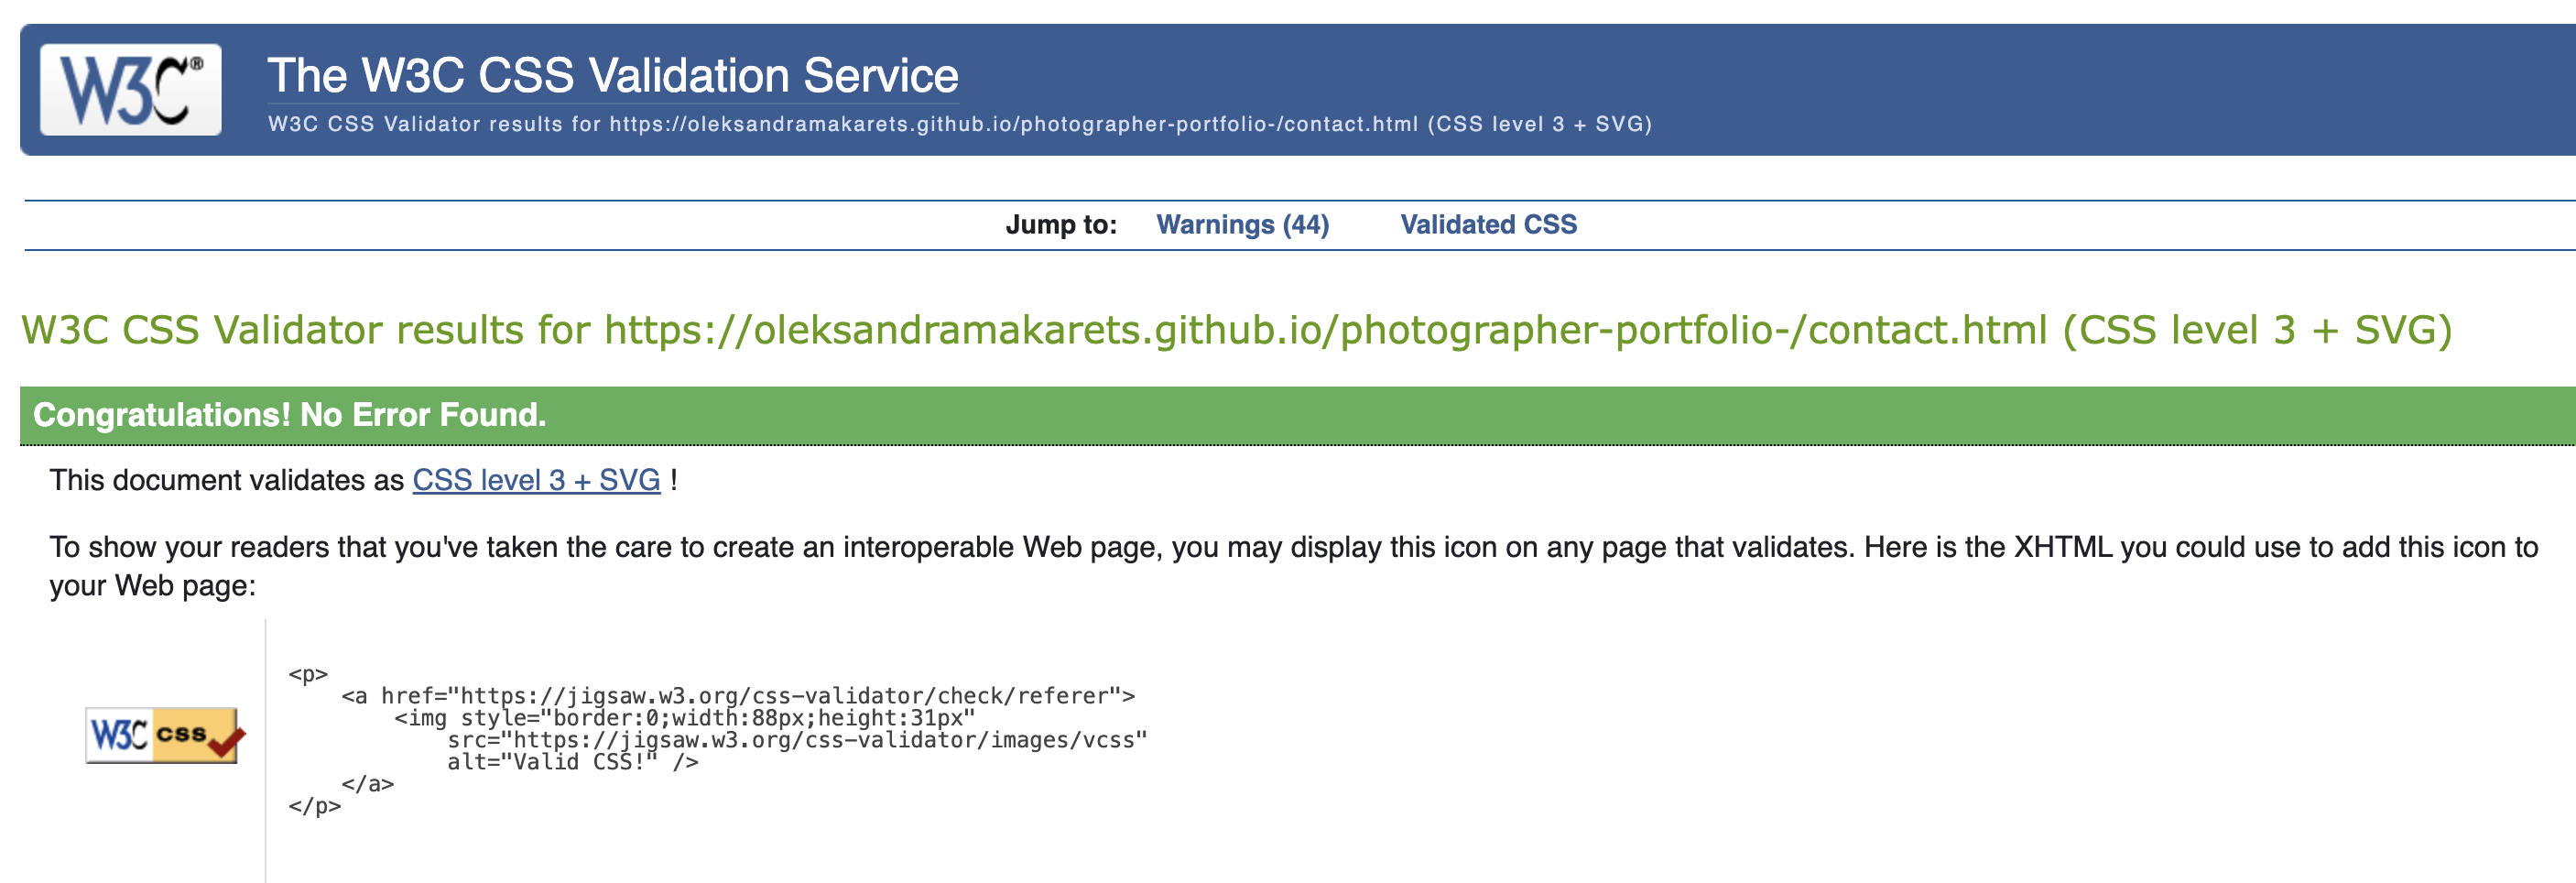 W3C®
The W3C CSS Validation Service
W3C CSS Validator results for https://oleksandramakarets.github.io/photographer-portfolio-/contact.html (CSS level 3 + SVG)
Jump to: Warnings (44) Validated CSS
W3C CSS Validator results for https://oleksandramakarets.github.io/photographer-portfolio-/contact.html (CSS level 3 + SVG)
Congratulations! No Error Found.
This document validates as CSS level 3 + SVG !
To show your readers that you've taken the care to create an interoperable Web page, you may display this icon on any page that validates. Here is the XHTML you could use to add this icon to
your Web page:
W3C css
<p>
    <a href="https://jigsaw.w3.org/css-validator/check/referer">
        <img style="border:0;width:88px;height:31px"
            src="https://jigsaw.w3.org/css-validator/images/vcss"
            alt="Valid CSS!" />
    </a>
</p>